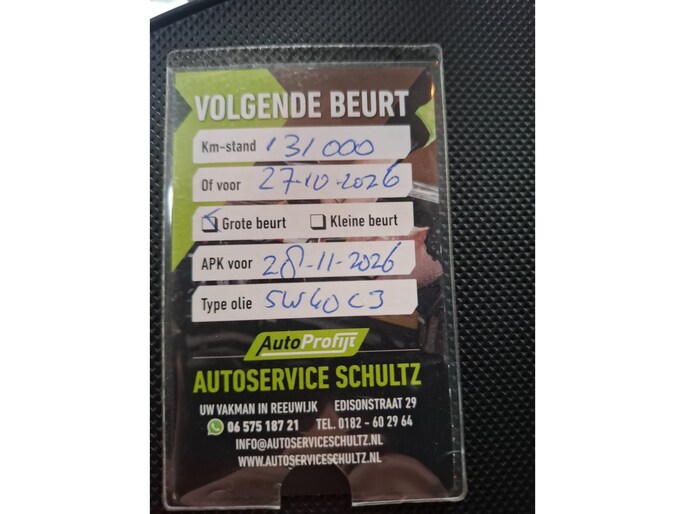 VOLGENDE BEURT
Km-stand 131000
Of voor 27-10-2026
Grote beurt Kleine beurt
APK voor 28-11-2026
Type olie 5W40 C3
AutoProfijt
AUTOSERVICE SCHULTZ
UW VAKMAN IN REEUWIJK EDISONSTRAAT 29
06 575 187 21 TEL. 0182 - 60 29 64
INFO@AUTOSERVICESCHULTZ.NL
WWW.AUTOSERVICESCHULTZ.NL